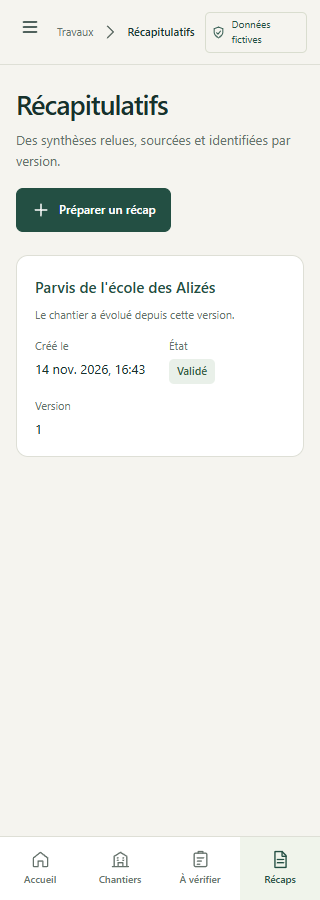 Travaux
Récapitulatifs
Données
fictives
Récapitulatifs
Des synthèses relues, sourcées et identifiées par
version.
Préparer un récap
Parvis de l'école des Alizés
Le chantier a évolué depuis cette version.
Créé le
État
14 nov. 2026, 16:43
Validé
Version
1
Accueil
Chantiers
À vérifier
Récaps